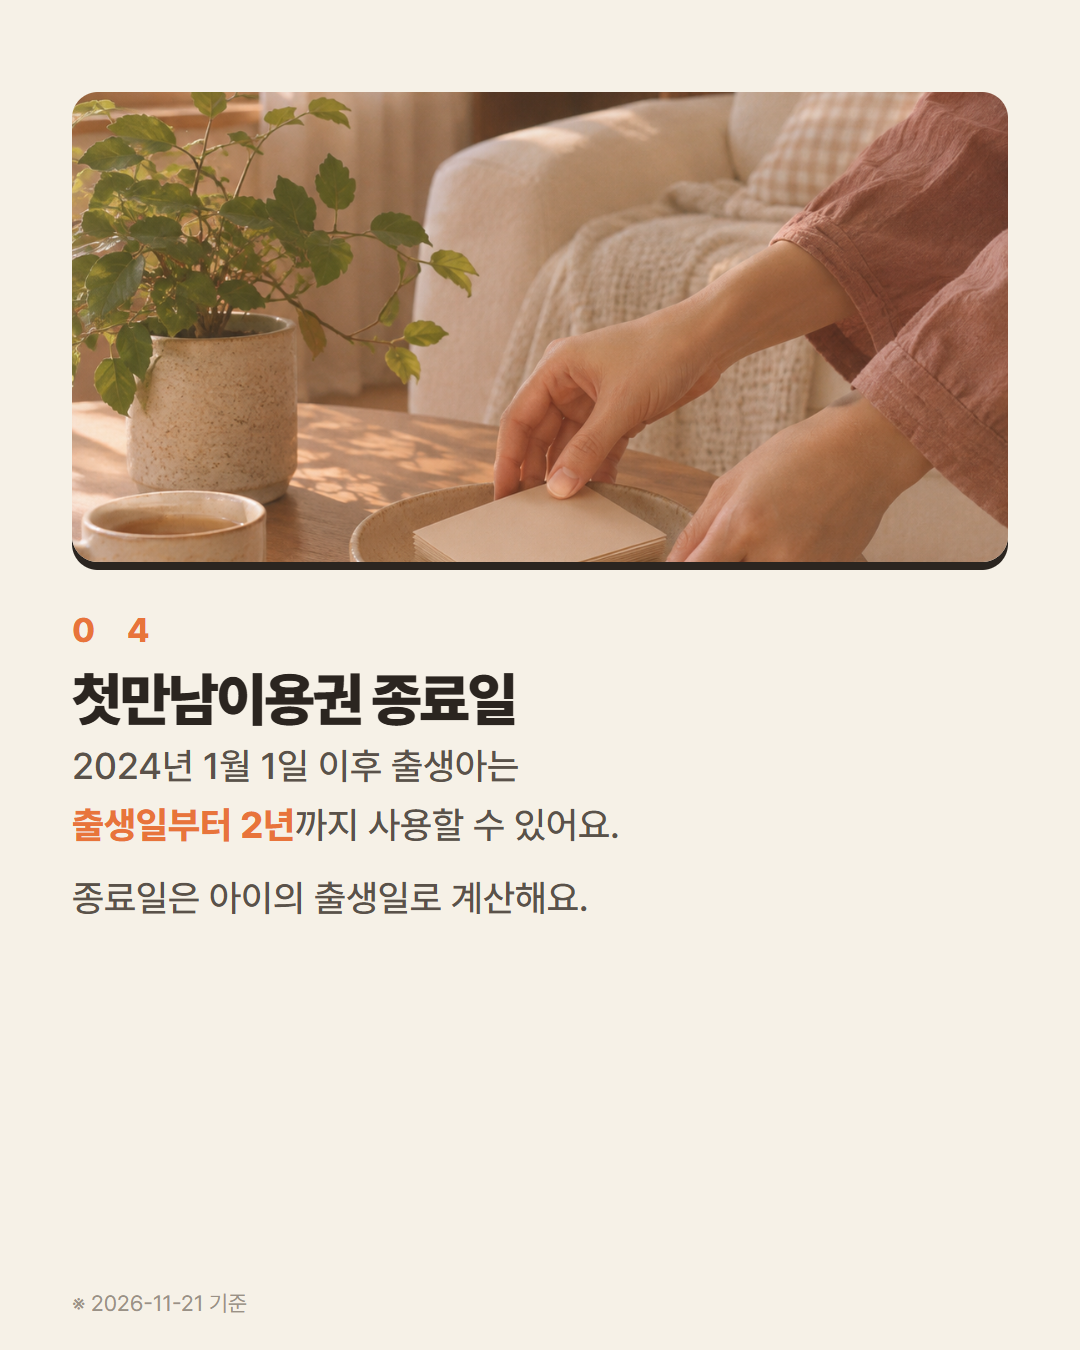 0 4
첫만남이용권 종료일
2024년 1월 1일 이후 출생아는
출생일부터 2년까지 사용할 수 있어요.
종료일은 아이의 출생일로 계산해요.
※ 2026-11-21 기준